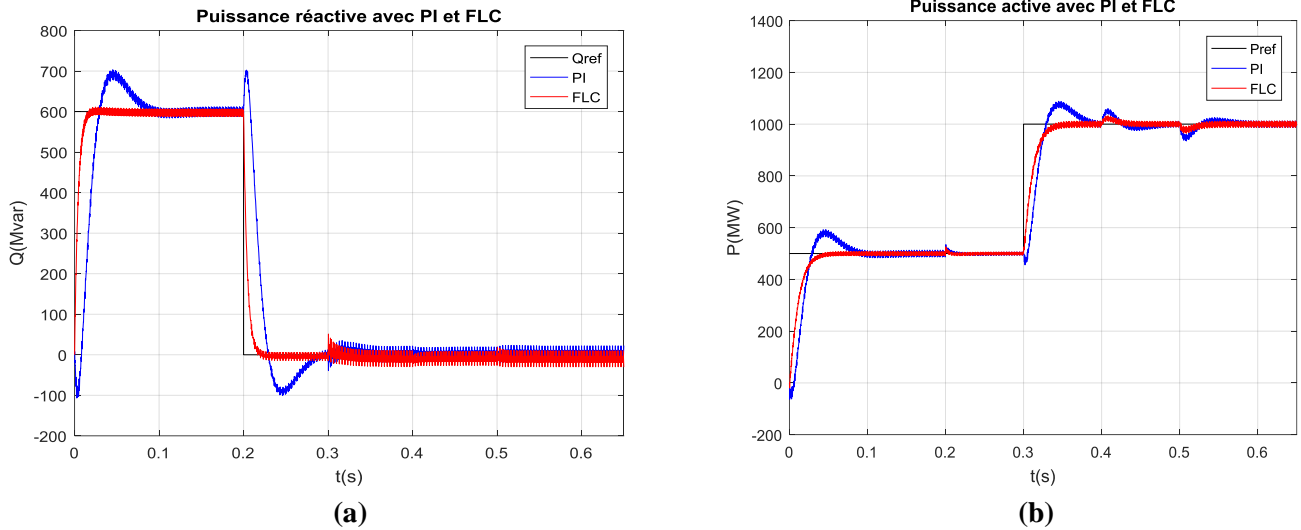 Puissance réactive avec PI et FLC
800
700
600
500
400
300
200
100
0
-100
-200
Q(Mvar)
Qref
PI
FLC
0
0.1
0.2
0.3
0.4
0.5
0.6
t(s)
(a)
Puissance active avec PI et FLC
1400
1200
1000
800
600
400
200
0
-200
P(MW)
Pref
PI
FLC
0
0.1
0.2
0.3
0.4
0.5
0.6
t(s)
(b)